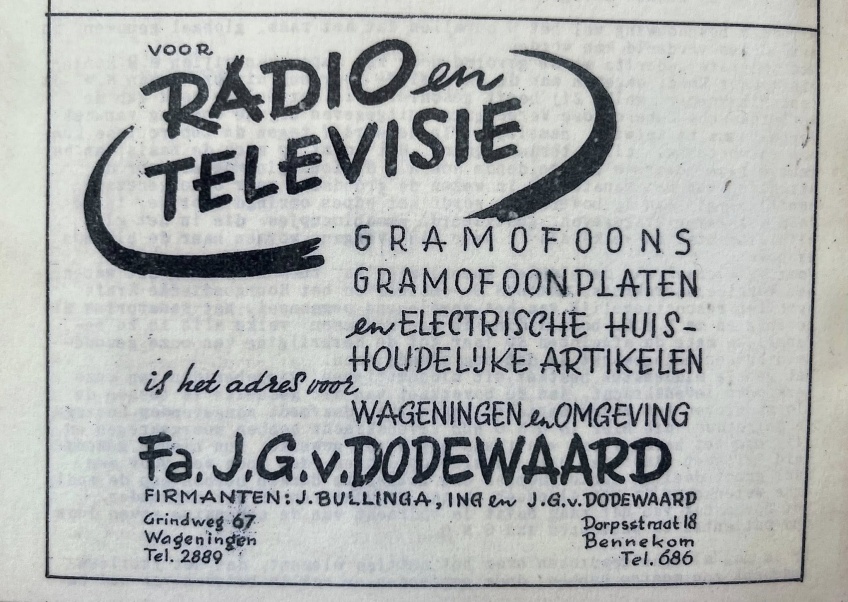 VOOR
RADIO en
TELEVISIE
GRAMOFOONS
GRAMOFOONPLATEN
en ELECTRISCHE HUIS-
HOUDELIJKE ARTIKELEN
is het adres voor
WAGENINGEN en OMGEVING
Fa. J.G.v.DODEWAARD
FIRMANTEN: J.BULLINGA, ING en J.G.v.DODEWAARD
Grindweg 67
Wageningen
Tel. 2889
Dorpsstraat 18
Bennekom
Tel. 686